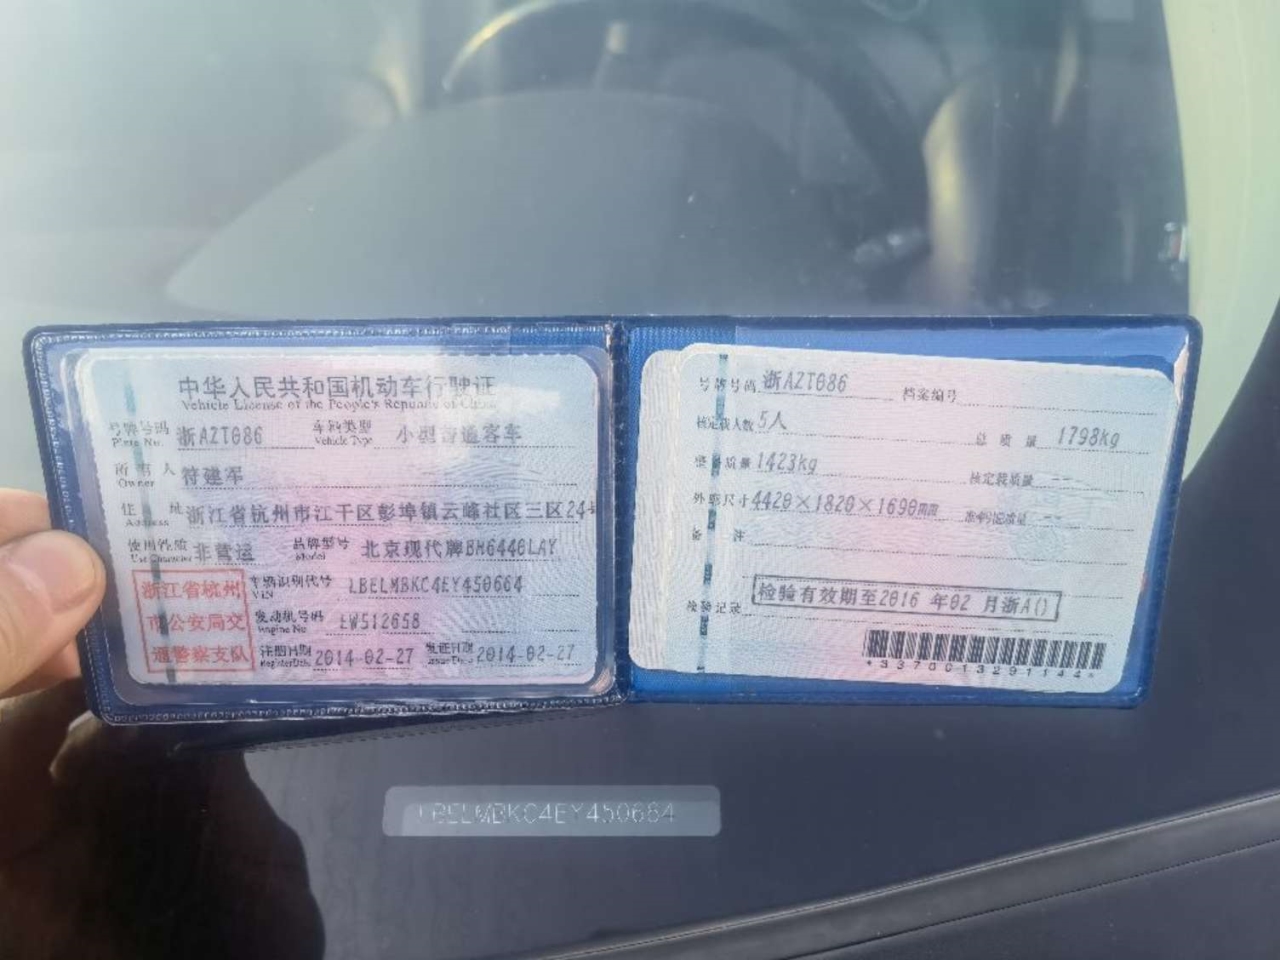 中华人民共和国机动车行驶证
Vehicle License of the People's Republic of China
号牌号码 浙AZT086 车辆类型 小型普通客车
Plate No. Vehicle Type
所有人 符建军
Owner
住址 浙江省杭州市江干区彭埠镇云峰社区三区24号
Address
使用性质 非营运 品牌型号 北京现代牌BH6440LAY
Use Character Model
浙江省杭州市公安局交通警察支队
车辆识别代号 LBELMBKC4EY450664
VIN
发动机号码 EW512658
Engine No.
注册日期 2014-02-27 发证日期 2014-02-27
Register Date Issue Date
号牌号码 浙AZT086 档案编号
核定载人数 5人 总质量 1798kg
整备质量 1423kg 核定载质量 --
外廓尺寸 4420×1820×1690mm 准牵引总质量 --
备注
检验记录 检验有效期至2016年02月浙A()
*3370013291144*
LBELMBKC4EY450684